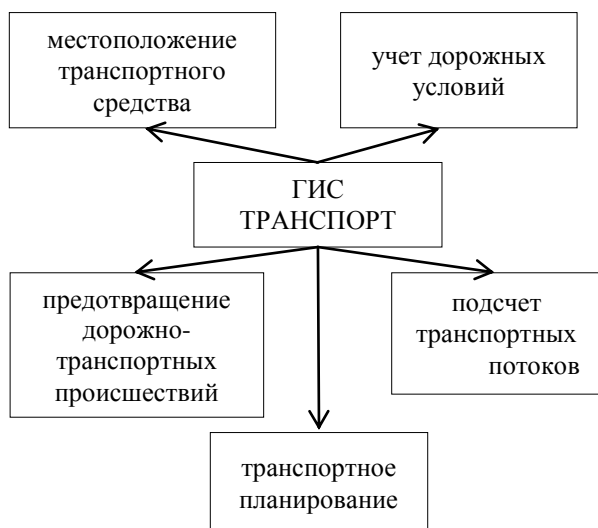 местоположение
транспортного
средства
учет дорожных
условий
ГИС
ТРАНСПОРТ
предотвращение
дорожно-
транспортных
происшествий
подсчет
транспортных
потоков
транспортное
планирование